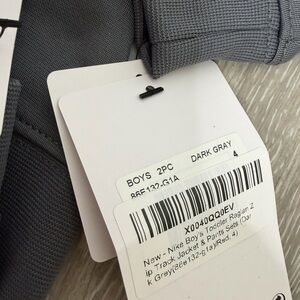 BOYS 2PC DARK GRAY
86E132-G1A 4
X0040QQ0EV
New - Nike Boy's Toddler Raglan Z
ip Track Jacket & Pants Sets (Dar
k Gray(86e132-g1a)/Red, 4)